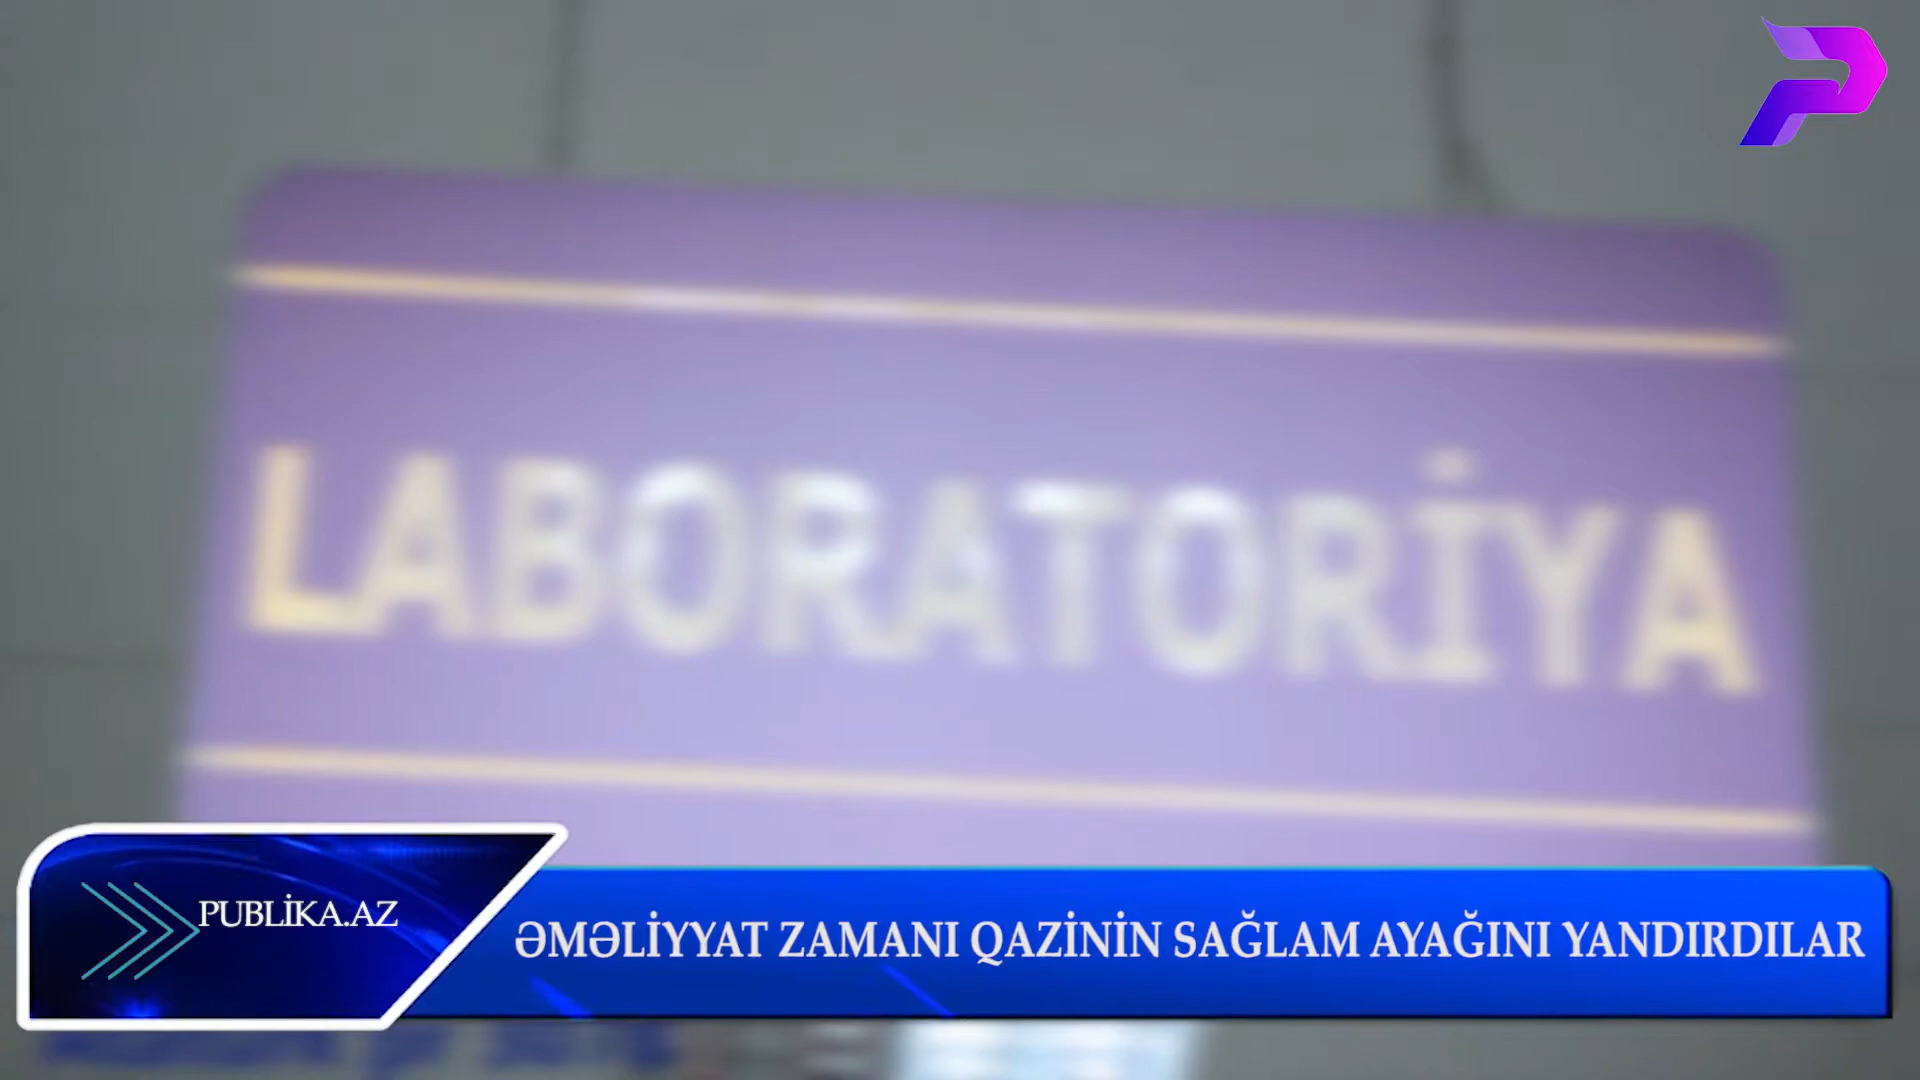 LABORATORİYA
PUBLİKA.AZ
ƏMƏLİYYAT ZAMANI QAZİNİN SAĞLAM AYAĞINI YANDIRDILAR